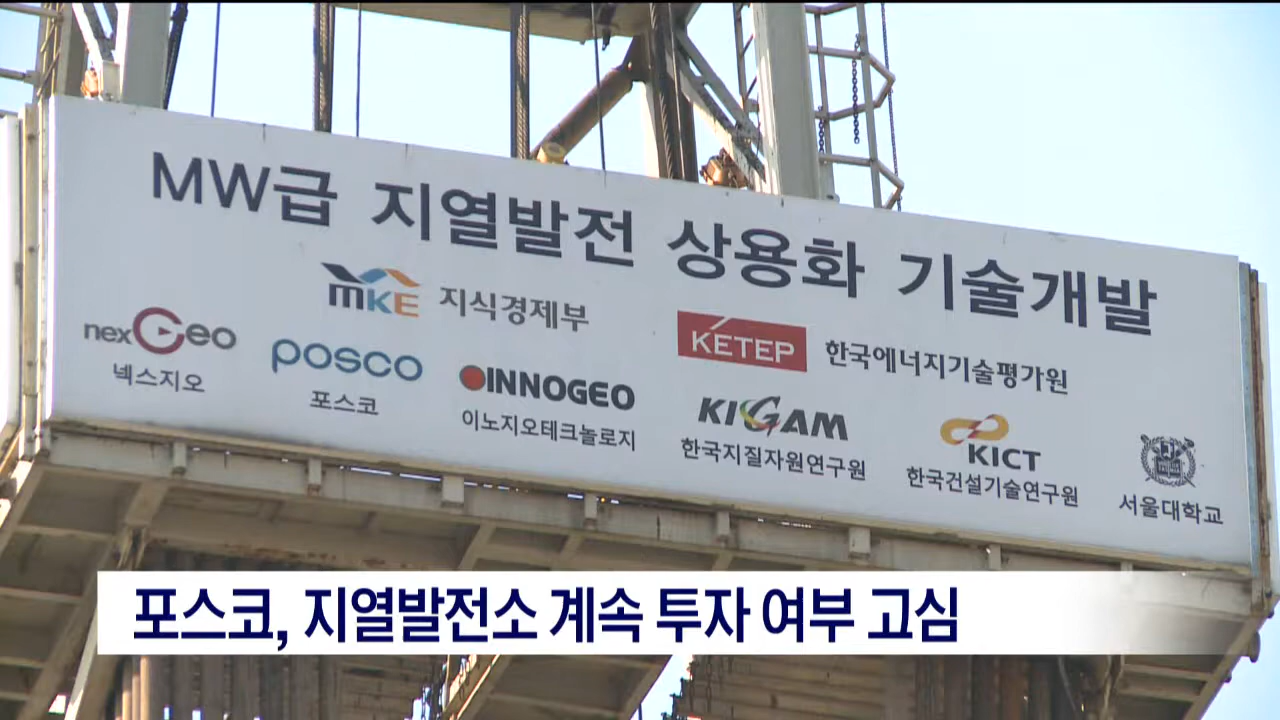 MW급 지열발전 상용화 기술개발
MKE 지식경제부
KETEP 한국에너지기술평가원
nexGeo
넥스지오
posco
포스코
INNOGEO
이노지오테크놀로지
KIGAM
한국지질자원연구원
KICT
한국건설기술연구원
서울대학교
포스코, 지열발전소 계속 투자 여부 고심